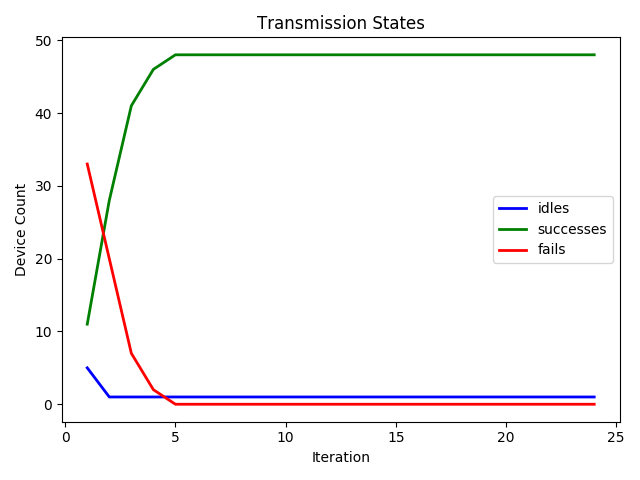 Transmission States
50
40
30
20
10
0
Device Count
idles
successes
fails
0 5 10 15 20 25
Iteration